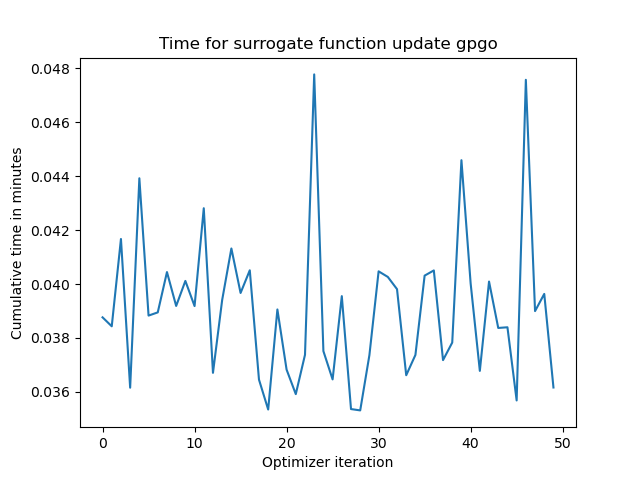 Time for surrogate function update gpgo
Cumulative time in minutes
0.048
0.046
0.044
0.042
0.040
0.038
0.036
0 10 20 30 40 50
Optimizer iteration